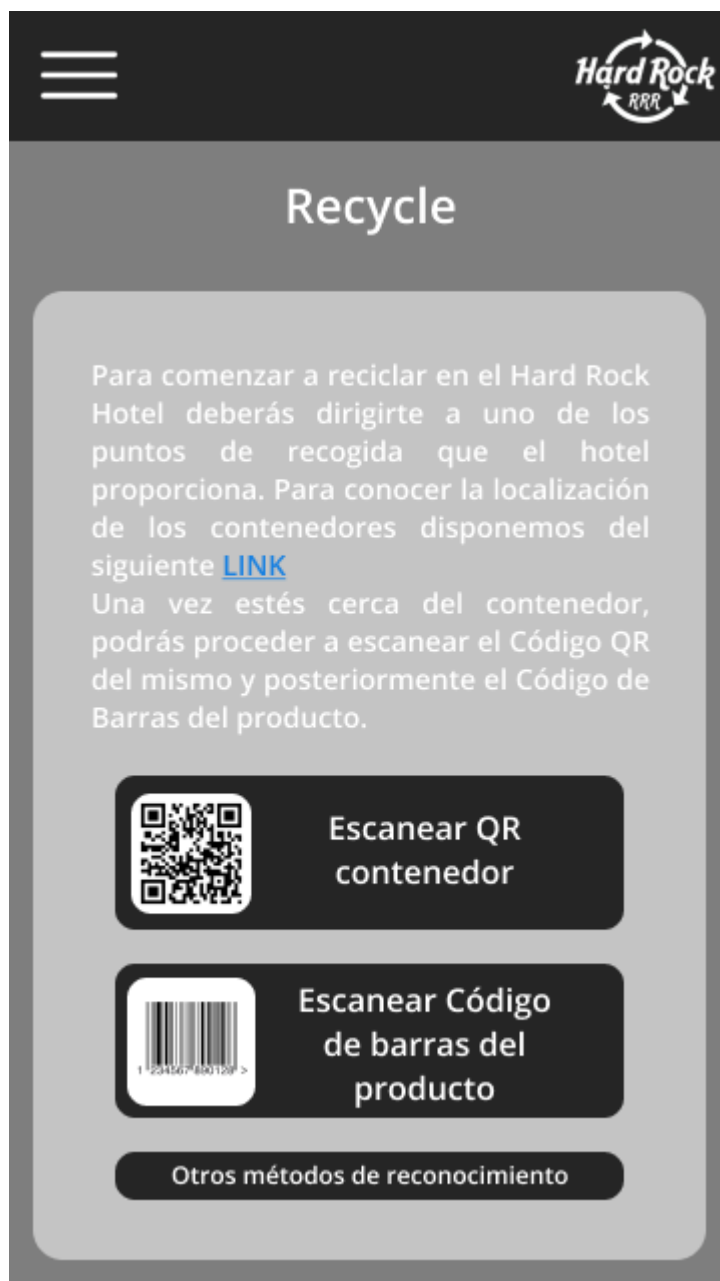 Hard Rock
RRR
Recycle
Para comenzar a reciclar en el Hard Rock
Hotel deberás dirigirte a uno de los
puntos de recogida que el hotel
proporciona. Para conocer la localización
de los contenedores disponemos del
siguiente LINK
Una vez estés cerca del contenedor,
podrás proceder a escanear el Código QR
del mismo y posteriormente el Código de
Barras del producto.
Escanear QR
contenedor
Escanear Código
de barras del
producto
1 234567 890128 >
Otros métodos de reconocimiento